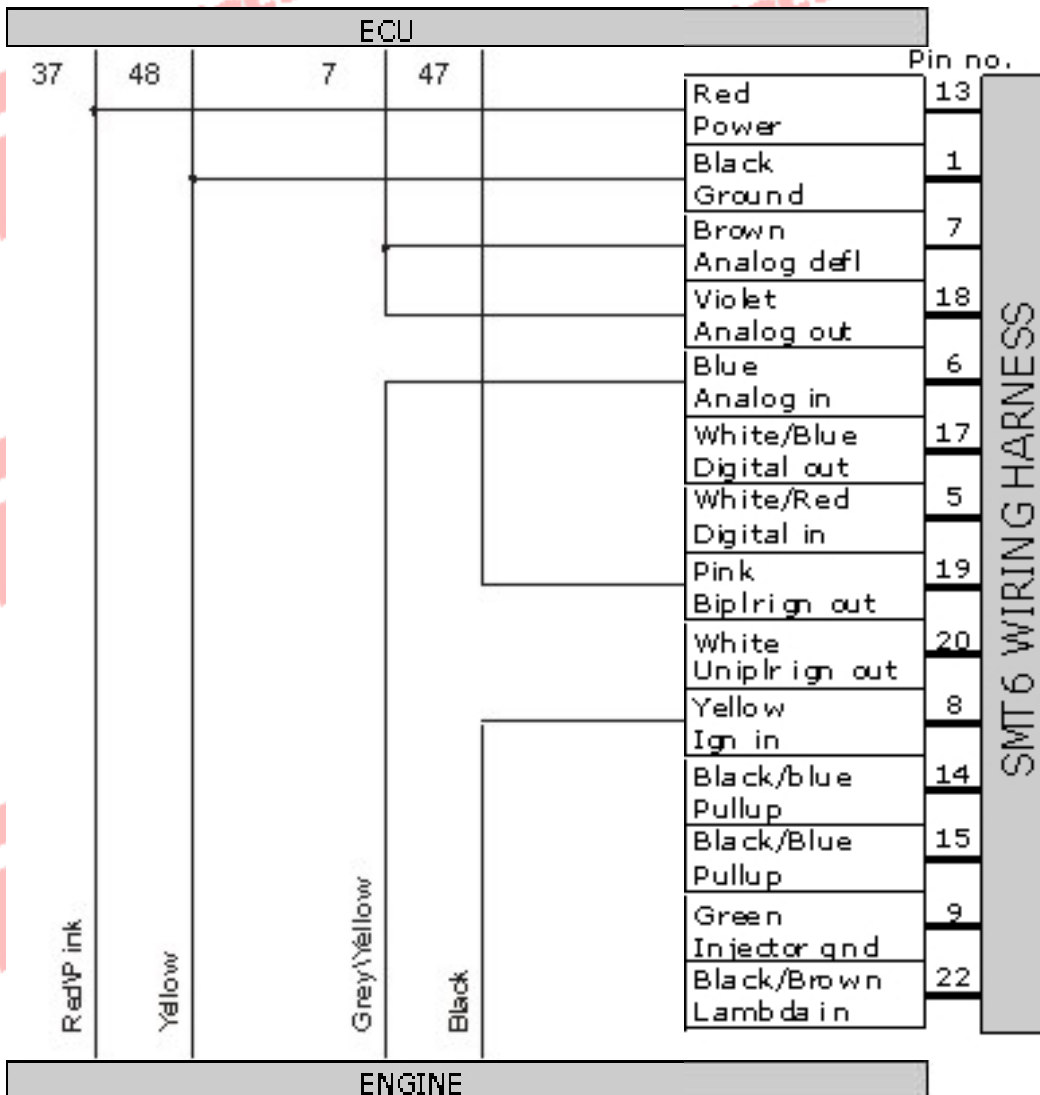 ECU
37
48
7
47
Pin no.
Red
Power
13
Black
Ground
1
Brown
Analog defl
7
Violet
Analog out
18
Blue
Analog in
6
White/Blue
Digital out
17
White/Red
Digital in
5
Pink
Biplrign out
19
White
Uniplr ign out
20
Yellow
Ign in
8
Black/blue
Pullup
14
Black/Blue
Pullup
15
Green
Injector gnd
9
Black/Brown
Lambda in
22
SMT6 WIRING HARNESS
Red\Pink
Yellow
Grey\Yellow
Black
ENGINE